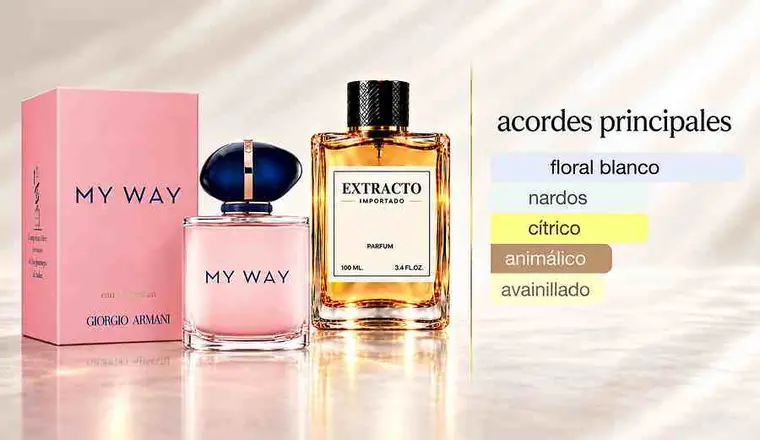 MY WAY
GIORGIO ARMANI
MY WAY
EXTRACTO
IMPORTADO
PARFUM
100 ML.
3.4 FL.OZ.
acordes principales
floral blanco
nardos
cítrico
animálico
avainillado